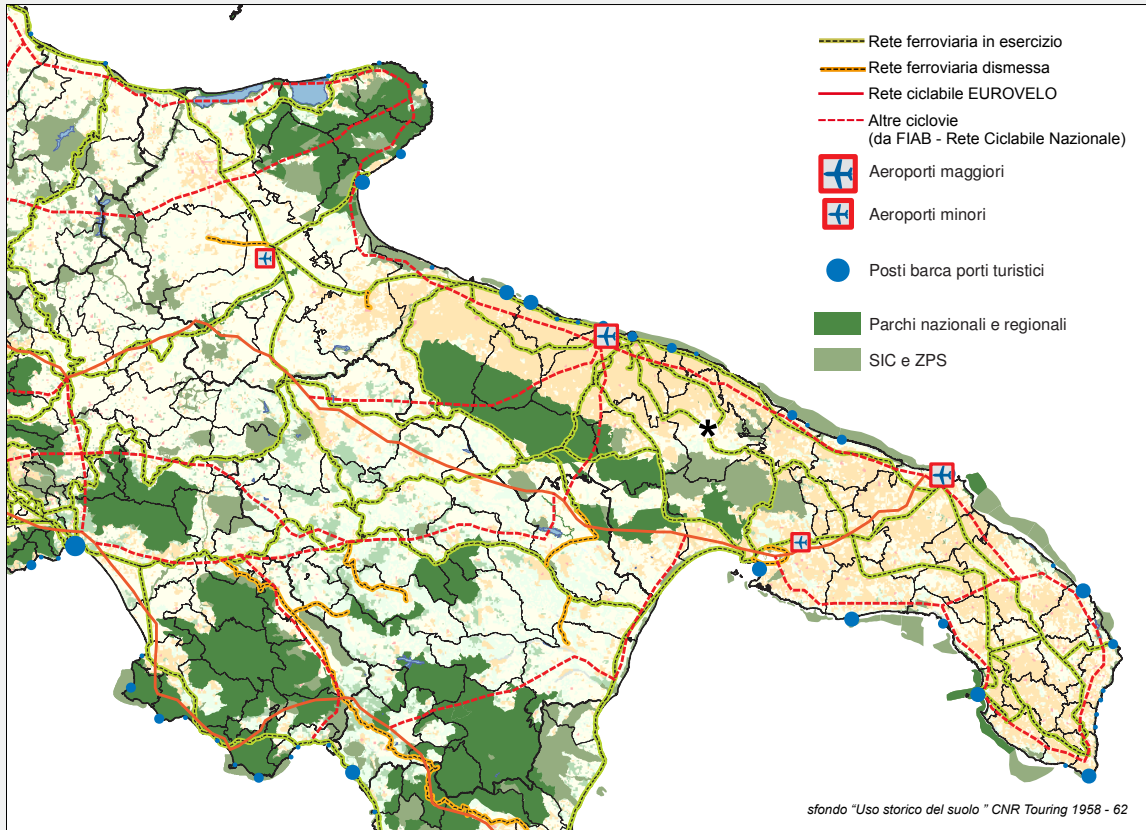 Rete ferroviaria in esercizio
Rete ferroviaria dismessa
Rete ciclabile EUROVELO
Altre ciclovie
(da FIAB - Rete Ciclabile Nazionale)
Aeroporti maggiori
Aeroporti minori
Posti barca porti turistici
Parchi nazionali e regionali
SIC e ZPS
*
sfondo "Uso storico del suolo " CNR Touring 1958 - 62